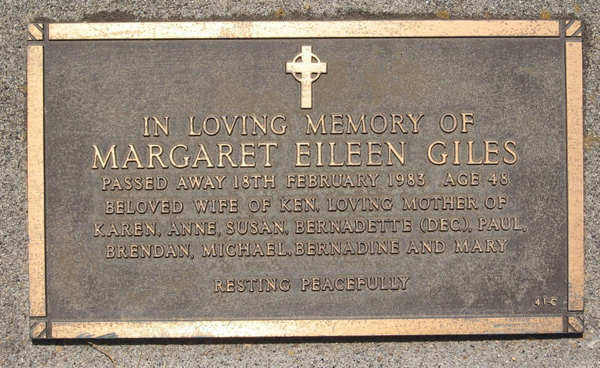 IN LOVING MEMORY OF
MARGARET EILEEN GILES
PASSED AWAY 18TH FEBRUARY 1983 AGE 48
BELOVED WIFE OF KEN, LOVING MOTHER OF
KAREN, ANNE, SUSAN, BERNADETTE (DEC), PAUL,
BRENDAN, MICHAEL, BERNADINE AND MARY
RESTING PEACEFULLY
41-C